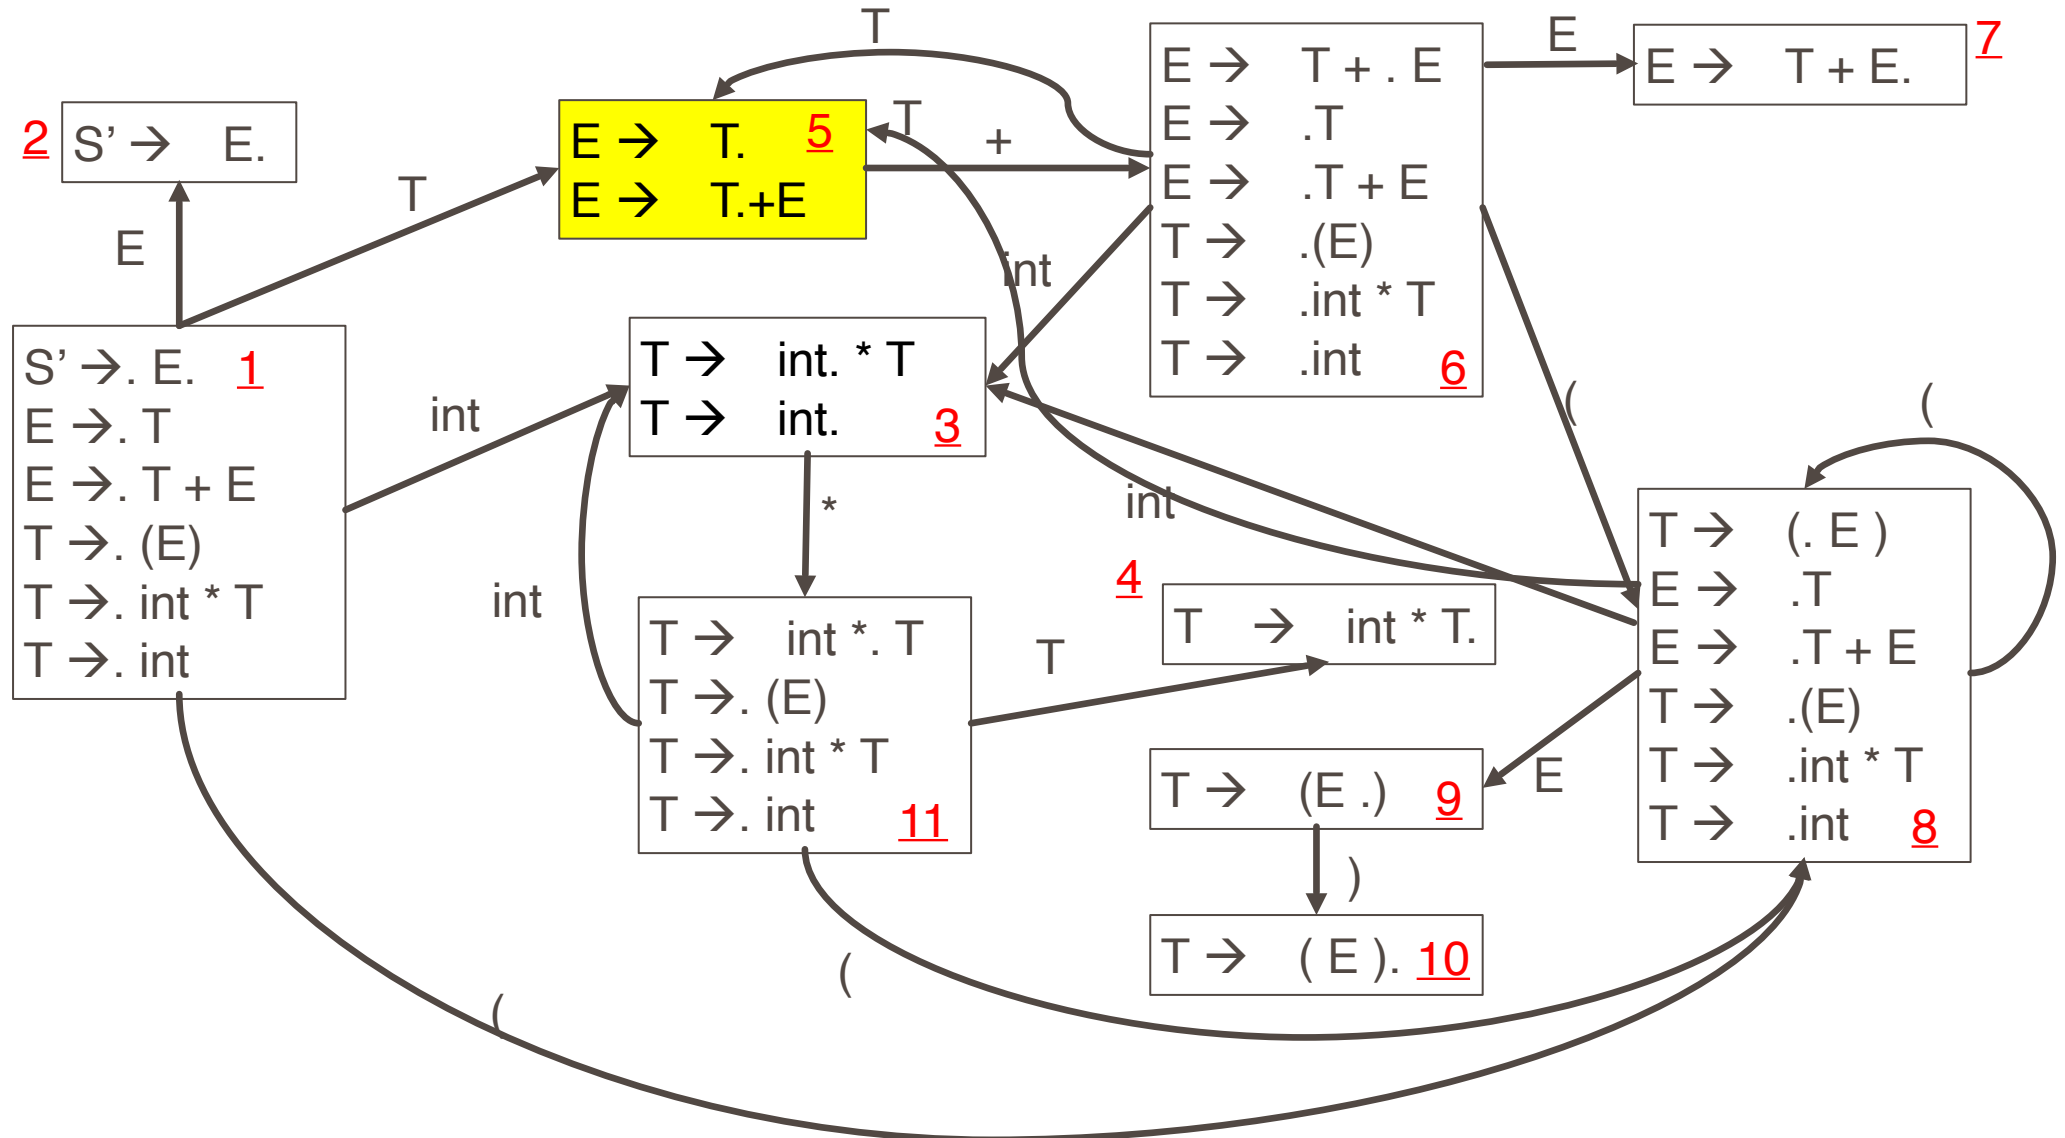 T
E → T + . E
E → .T
E → .T + E
T → .(E)
T → .int * T
T → .int
6
E
E → T + E.
7
2
S’ → E.
E → T.
E → T.+E
5
T
+
T
E
int
S’ →. E.
E →. T
E →. T + E
T →. (E)
T →. int * T
T →. int
1
int
T → int. * T
T → int.
3
(
(
*
int
int
T → (. E )
E → .T
E → .T + E
T → .(E)
T → .int * T
T → .int
8
4
T → int * T.
T
T → int *. T
T →. (E)
T →. int * T
T →. int
11
T → (E .)
9
E
)
T → ( E ).
10
(
(